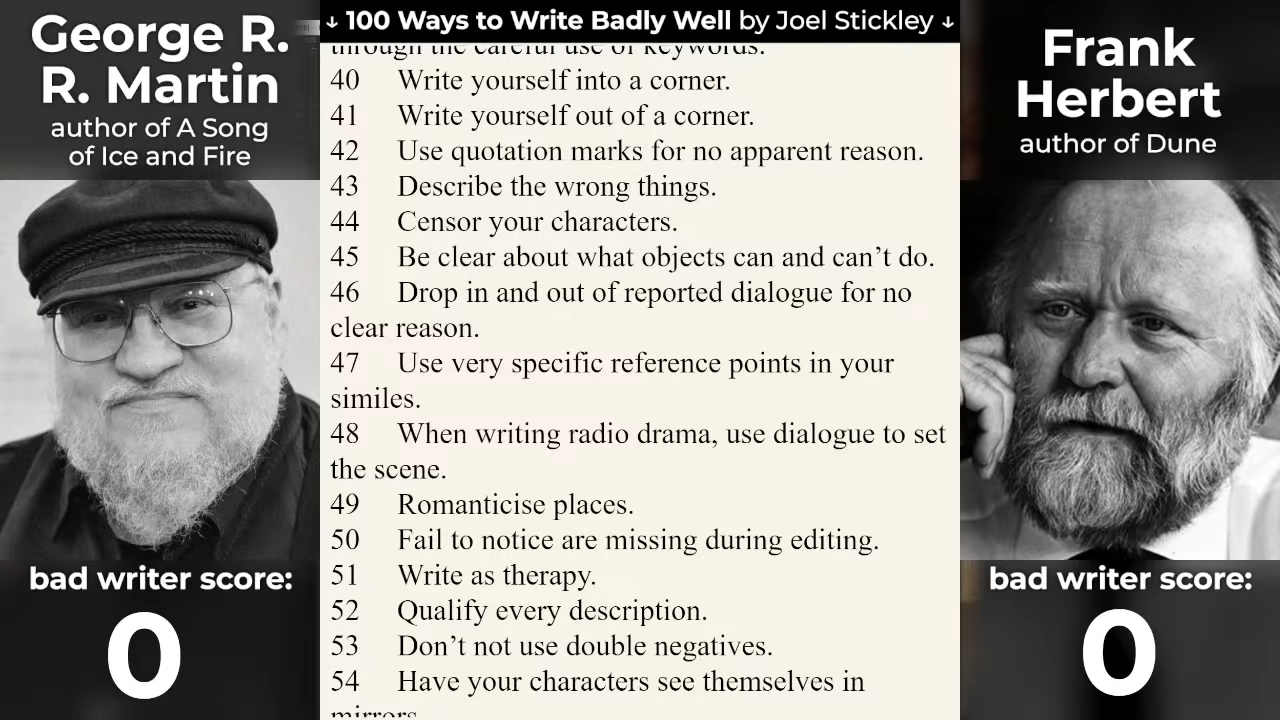 George R.
R. Martin
author of A Song
of Ice and Fire
bad writer score:
0
↓ 100 Ways to Write Badly Well by Joel Stickley ↓
through the careful use of keywords.
40 Write yourself into a corner.
41 Write yourself out of a corner.
42 Use quotation marks for no apparent reason.
43 Describe the wrong things.
44 Censor your characters.
45 Be clear about what objects can and can’t do.
46 Drop in and out of reported dialogue for no
clear reason.
47 Use very specific reference points in your
similes.
48 When writing radio drama, use dialogue to set
the scene.
49 Romanticise places.
50 Fail to notice are missing during editing.
51 Write as therapy.
52 Qualify every description.
53 Don’t not use double negatives.
54 Have your characters see themselves in
mirrors
Frank
Herbert
author of Dune
bad writer score:
0